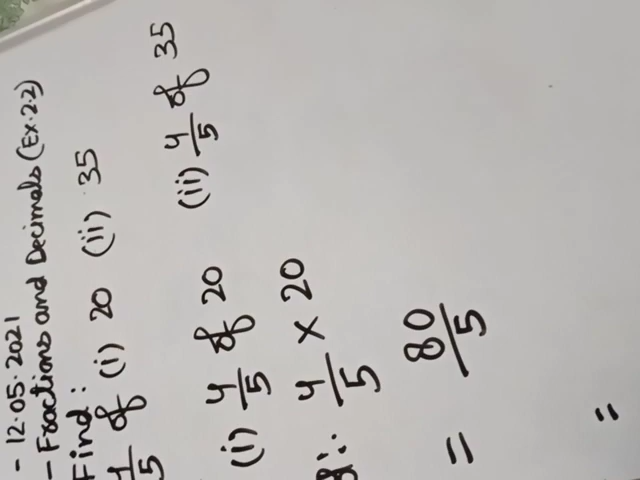 - 12.05.2021
- Fractions and Decimals (Ex.2.2)
Find:
4/5 of (i) 20 (ii) 35
(i) 4/5 of 20 (ii) 4/5 of 35
4/5 × 20
= 80/5
=